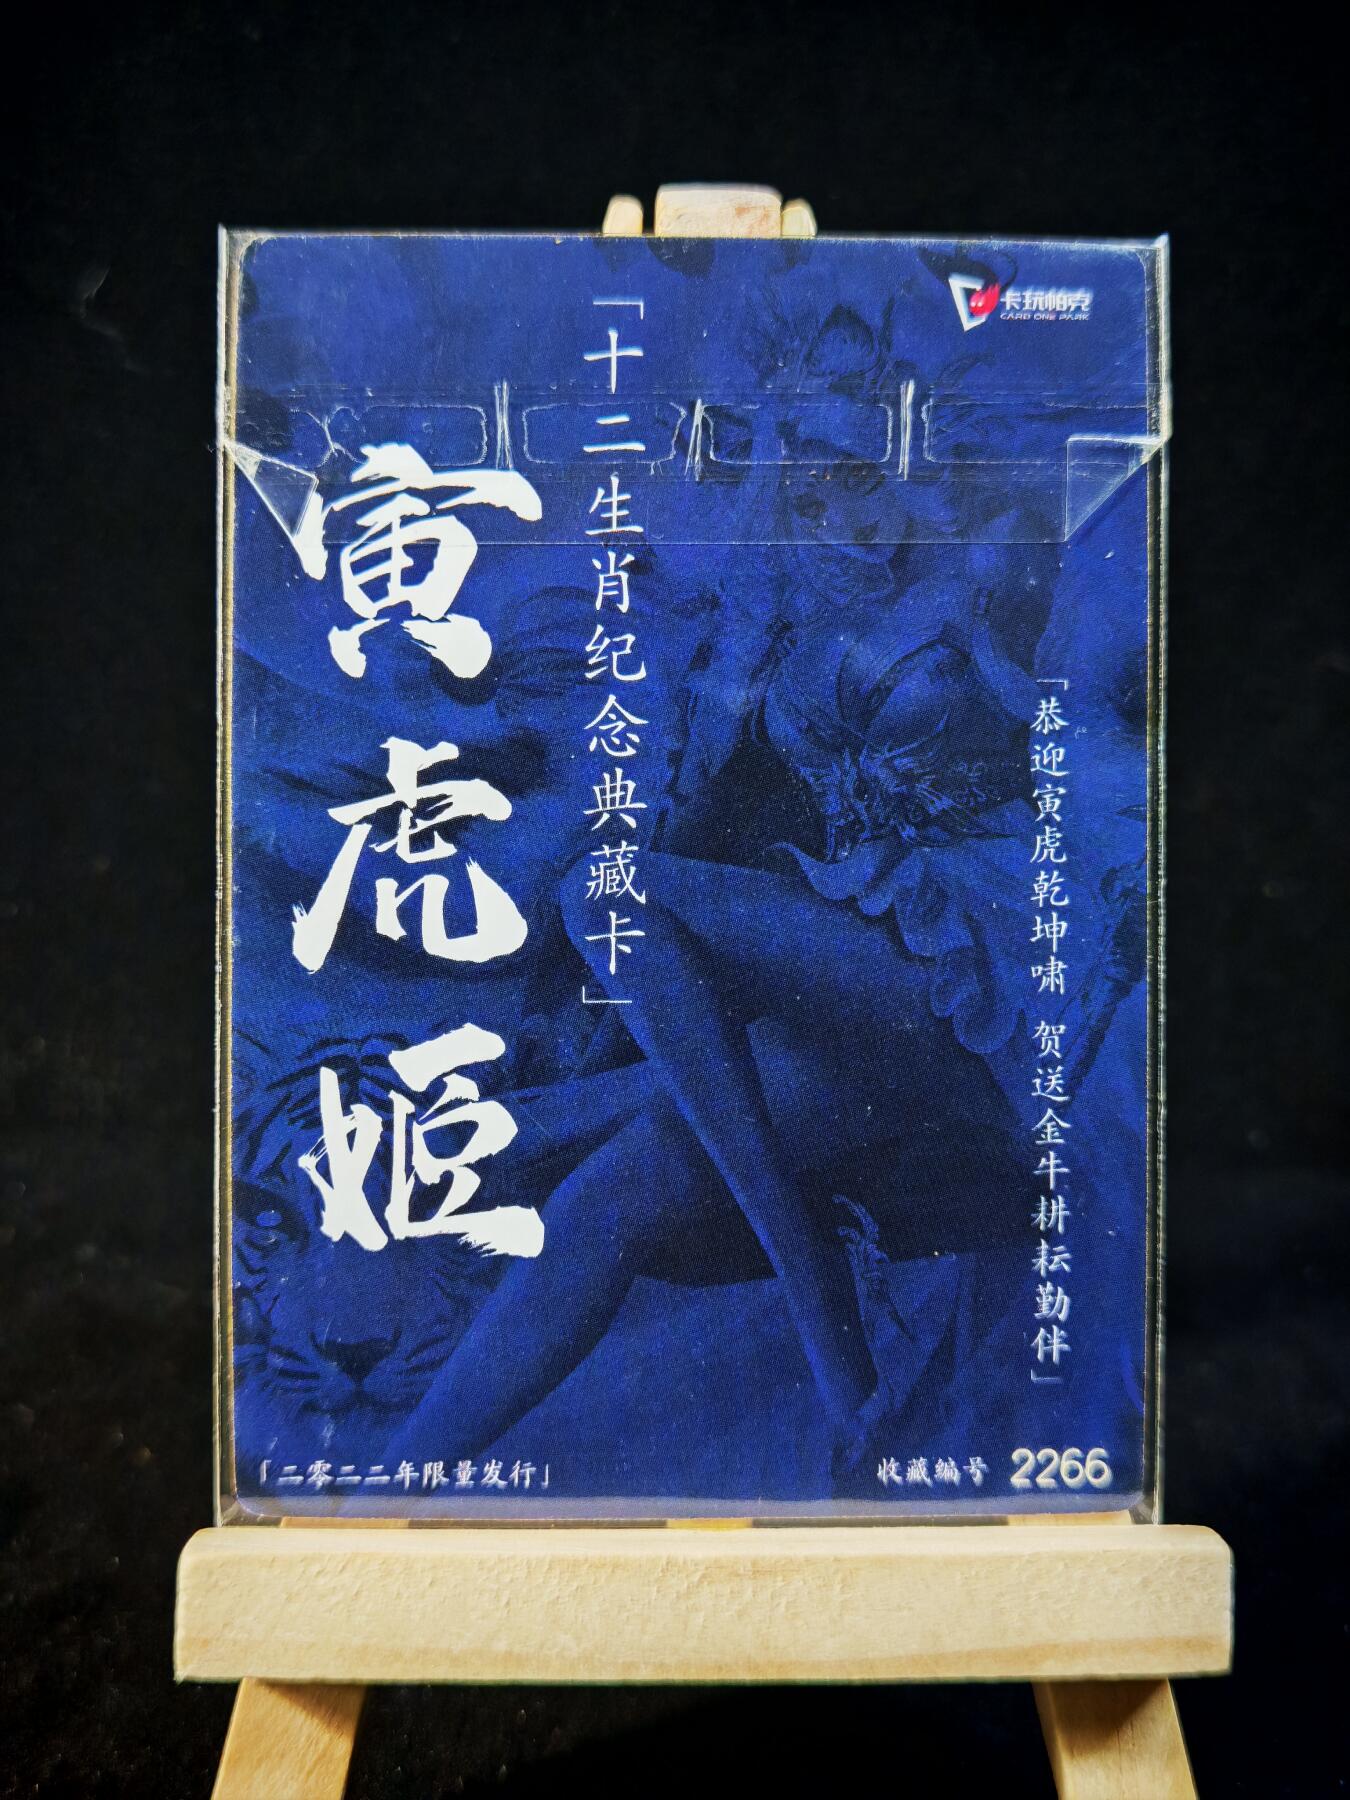 卡玩帕克
CARD ONE PARK
「十二生肖纪念典藏卡」
寅虎姬
「恭迎寅虎乾坤啸 贺送金牛耕耘勤伴」
「二零二二年限量发行」
收藏编号 2266